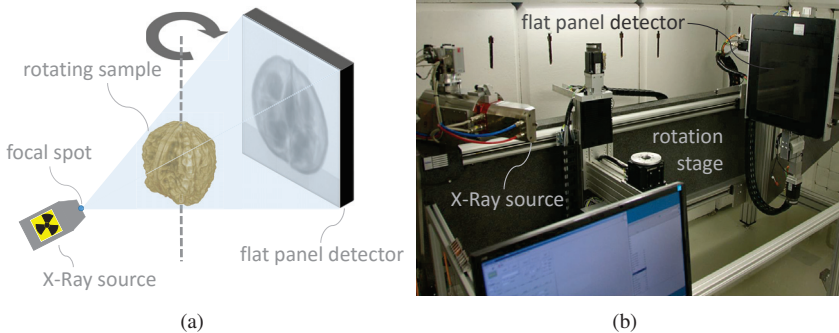 rotating sample
focal spot
X-Ray source
flat panel detector
(a)
flat panel detector
rotation
stage
X-Ray source
(b)